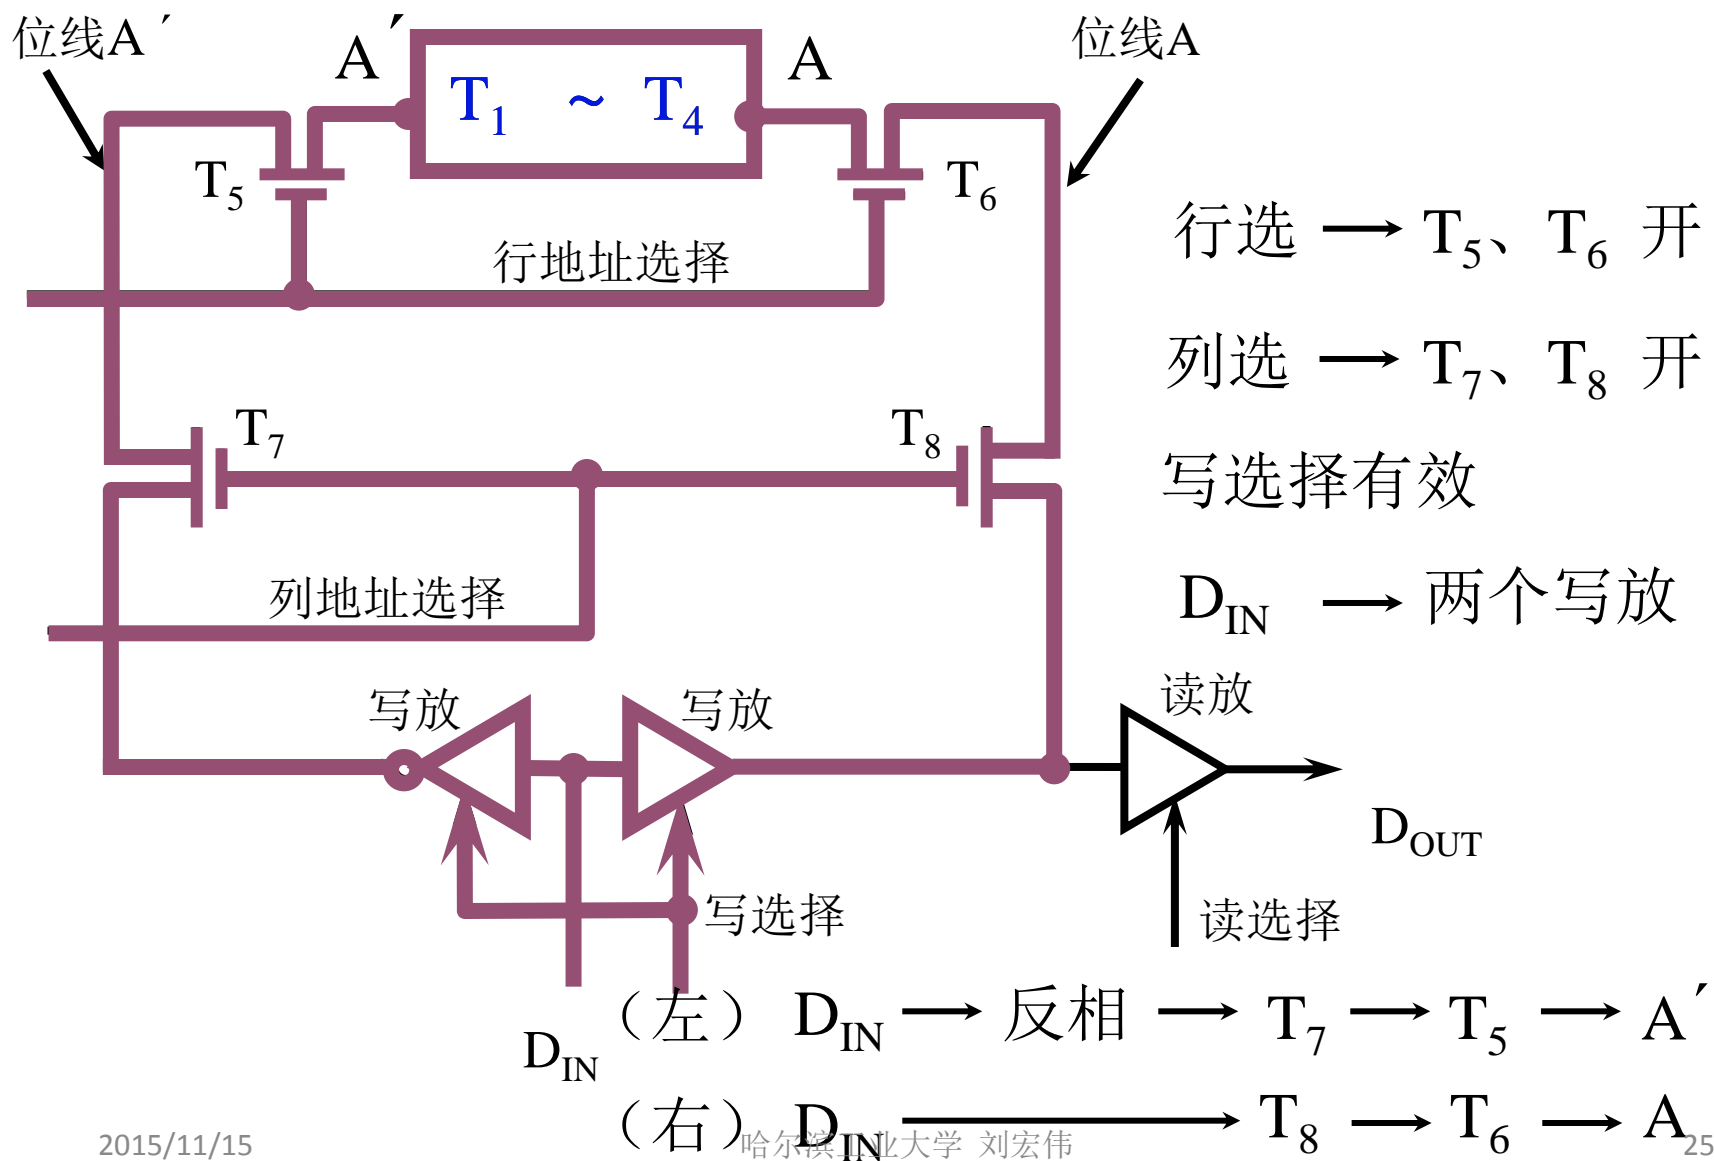 位线A ′
A ′
A
位线A
T1 ~ T4
T5
T6
行选 → T5、T6 开
行地址选择
列选 → T7、T8 开
T7
T8
写选择有效
列地址选择
DIN → 两个写放
写放
写放
读放
DOUT
写选择
读选择
DIN
（左） DIN → 反相 → T7 → T5 → A ′
（右） DIN → T8 → T6 → A
2015/11/15
哈尔滨工业大学 刘宏伟
25